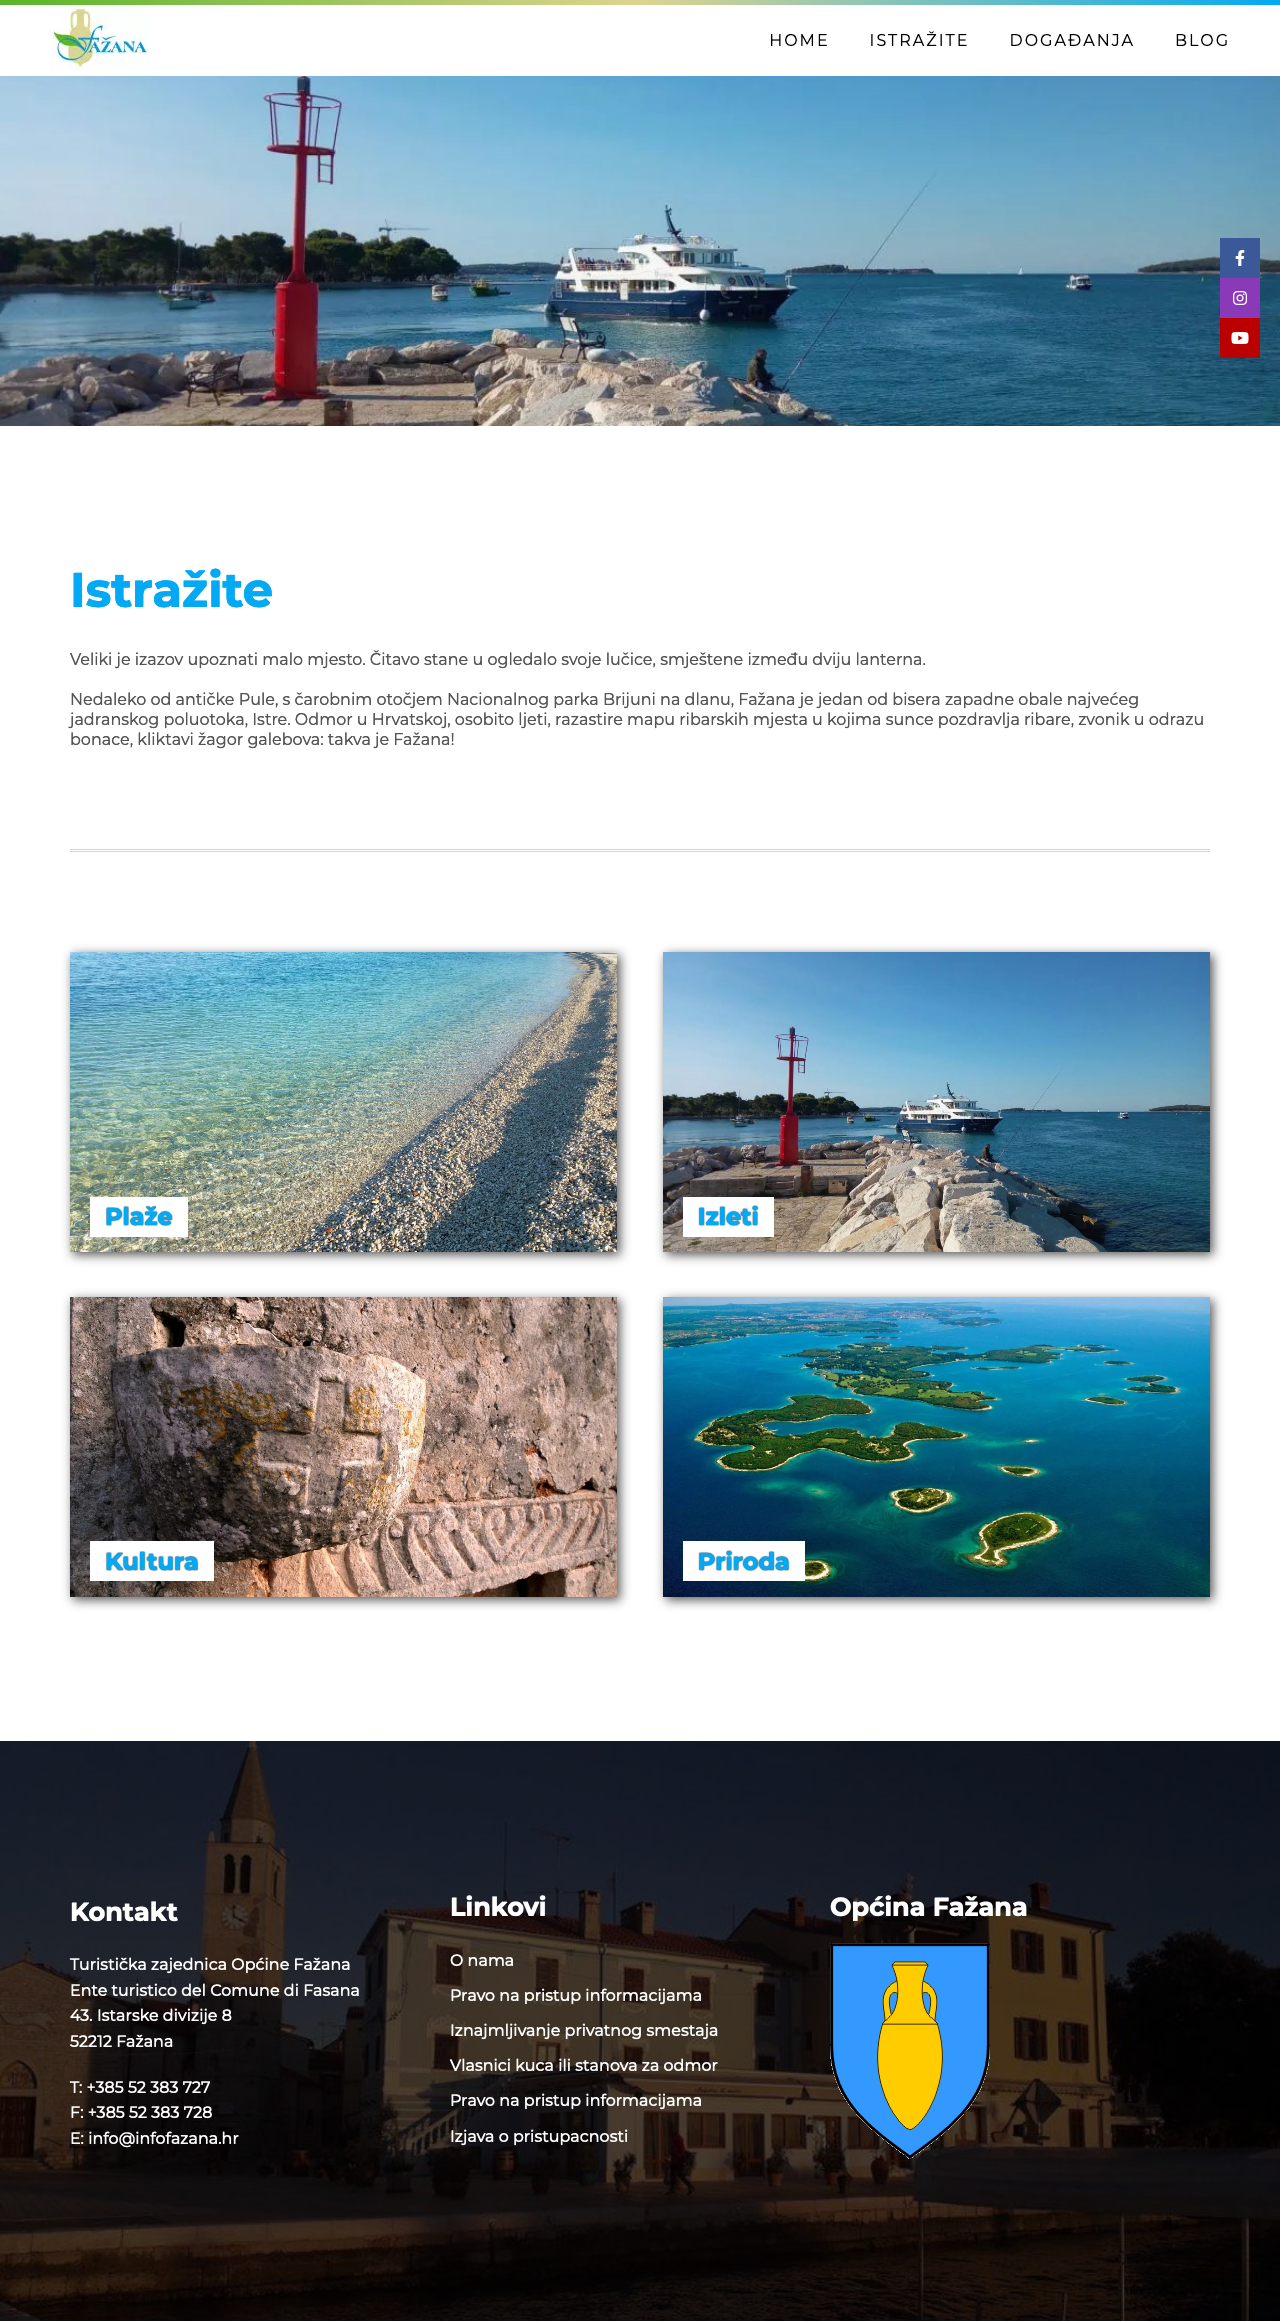 FAŽANA
HOME ISTRAŽITE DOGAĐANJA BLOG
Istražite
Veliki je izazov upoznati malo mjesto. Čitavo stane u ogledalo svoje lučice, smještene između dviju lanterna.
Nedaleko od antičke Pule, s čarobnim otočjem Nacionalnog parka Brijuni na dlanu, Fažana je jedan od bisera zapadne obale najvećeg
jadranskog poluotoka, Istre. Odmor u Hrvatskoj, osobito ljeti, razastire mapu ribarskih mjesta u kojima sunce pozdravlja ribare, zvonik u odrazu
bonace, kliktavi žagor galebova: takva je Fažana!
Plaže
Izleti
Kultura
Priroda
Kontakt
Turistička zajednica Općine Fažana
Ente turistico del Comune di Fasana
43. Istarske divizije 8
52212 Fažana
T: +385 52 383 727
F: +385 52 383 728
E: info@infofazana.hr
Linkovi
O nama
Pravo na pristup informacijama
Iznajmljivanje privatnog smestaja
Vlasnici kuca ili stanova za odmor
Pravo na pristup informacijama
Izjava o pristupacnosti
Općina Fažana